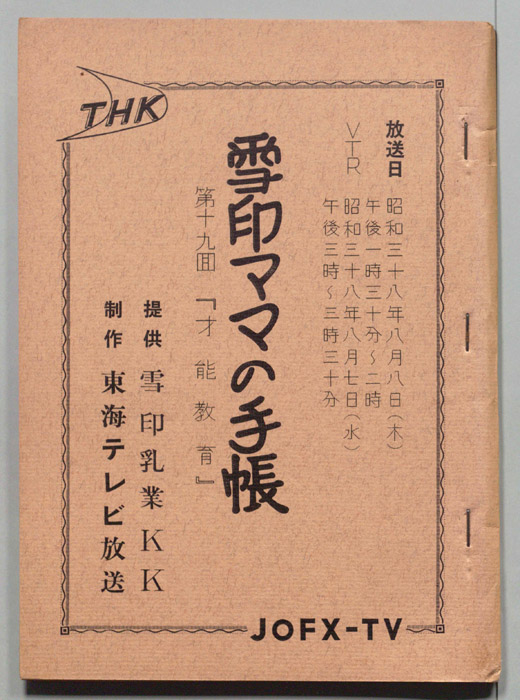 THK
放送日 昭和三十八年八月八日(木)
午後一時三十分~二時
VTR 昭和三十八年八月七日(水)
午後三時~三時三十分
雪印ママの手帳
第十九回『才能教育』
提供 雪印乳業KK
制作 東海テレビ放送
JOFX-TV